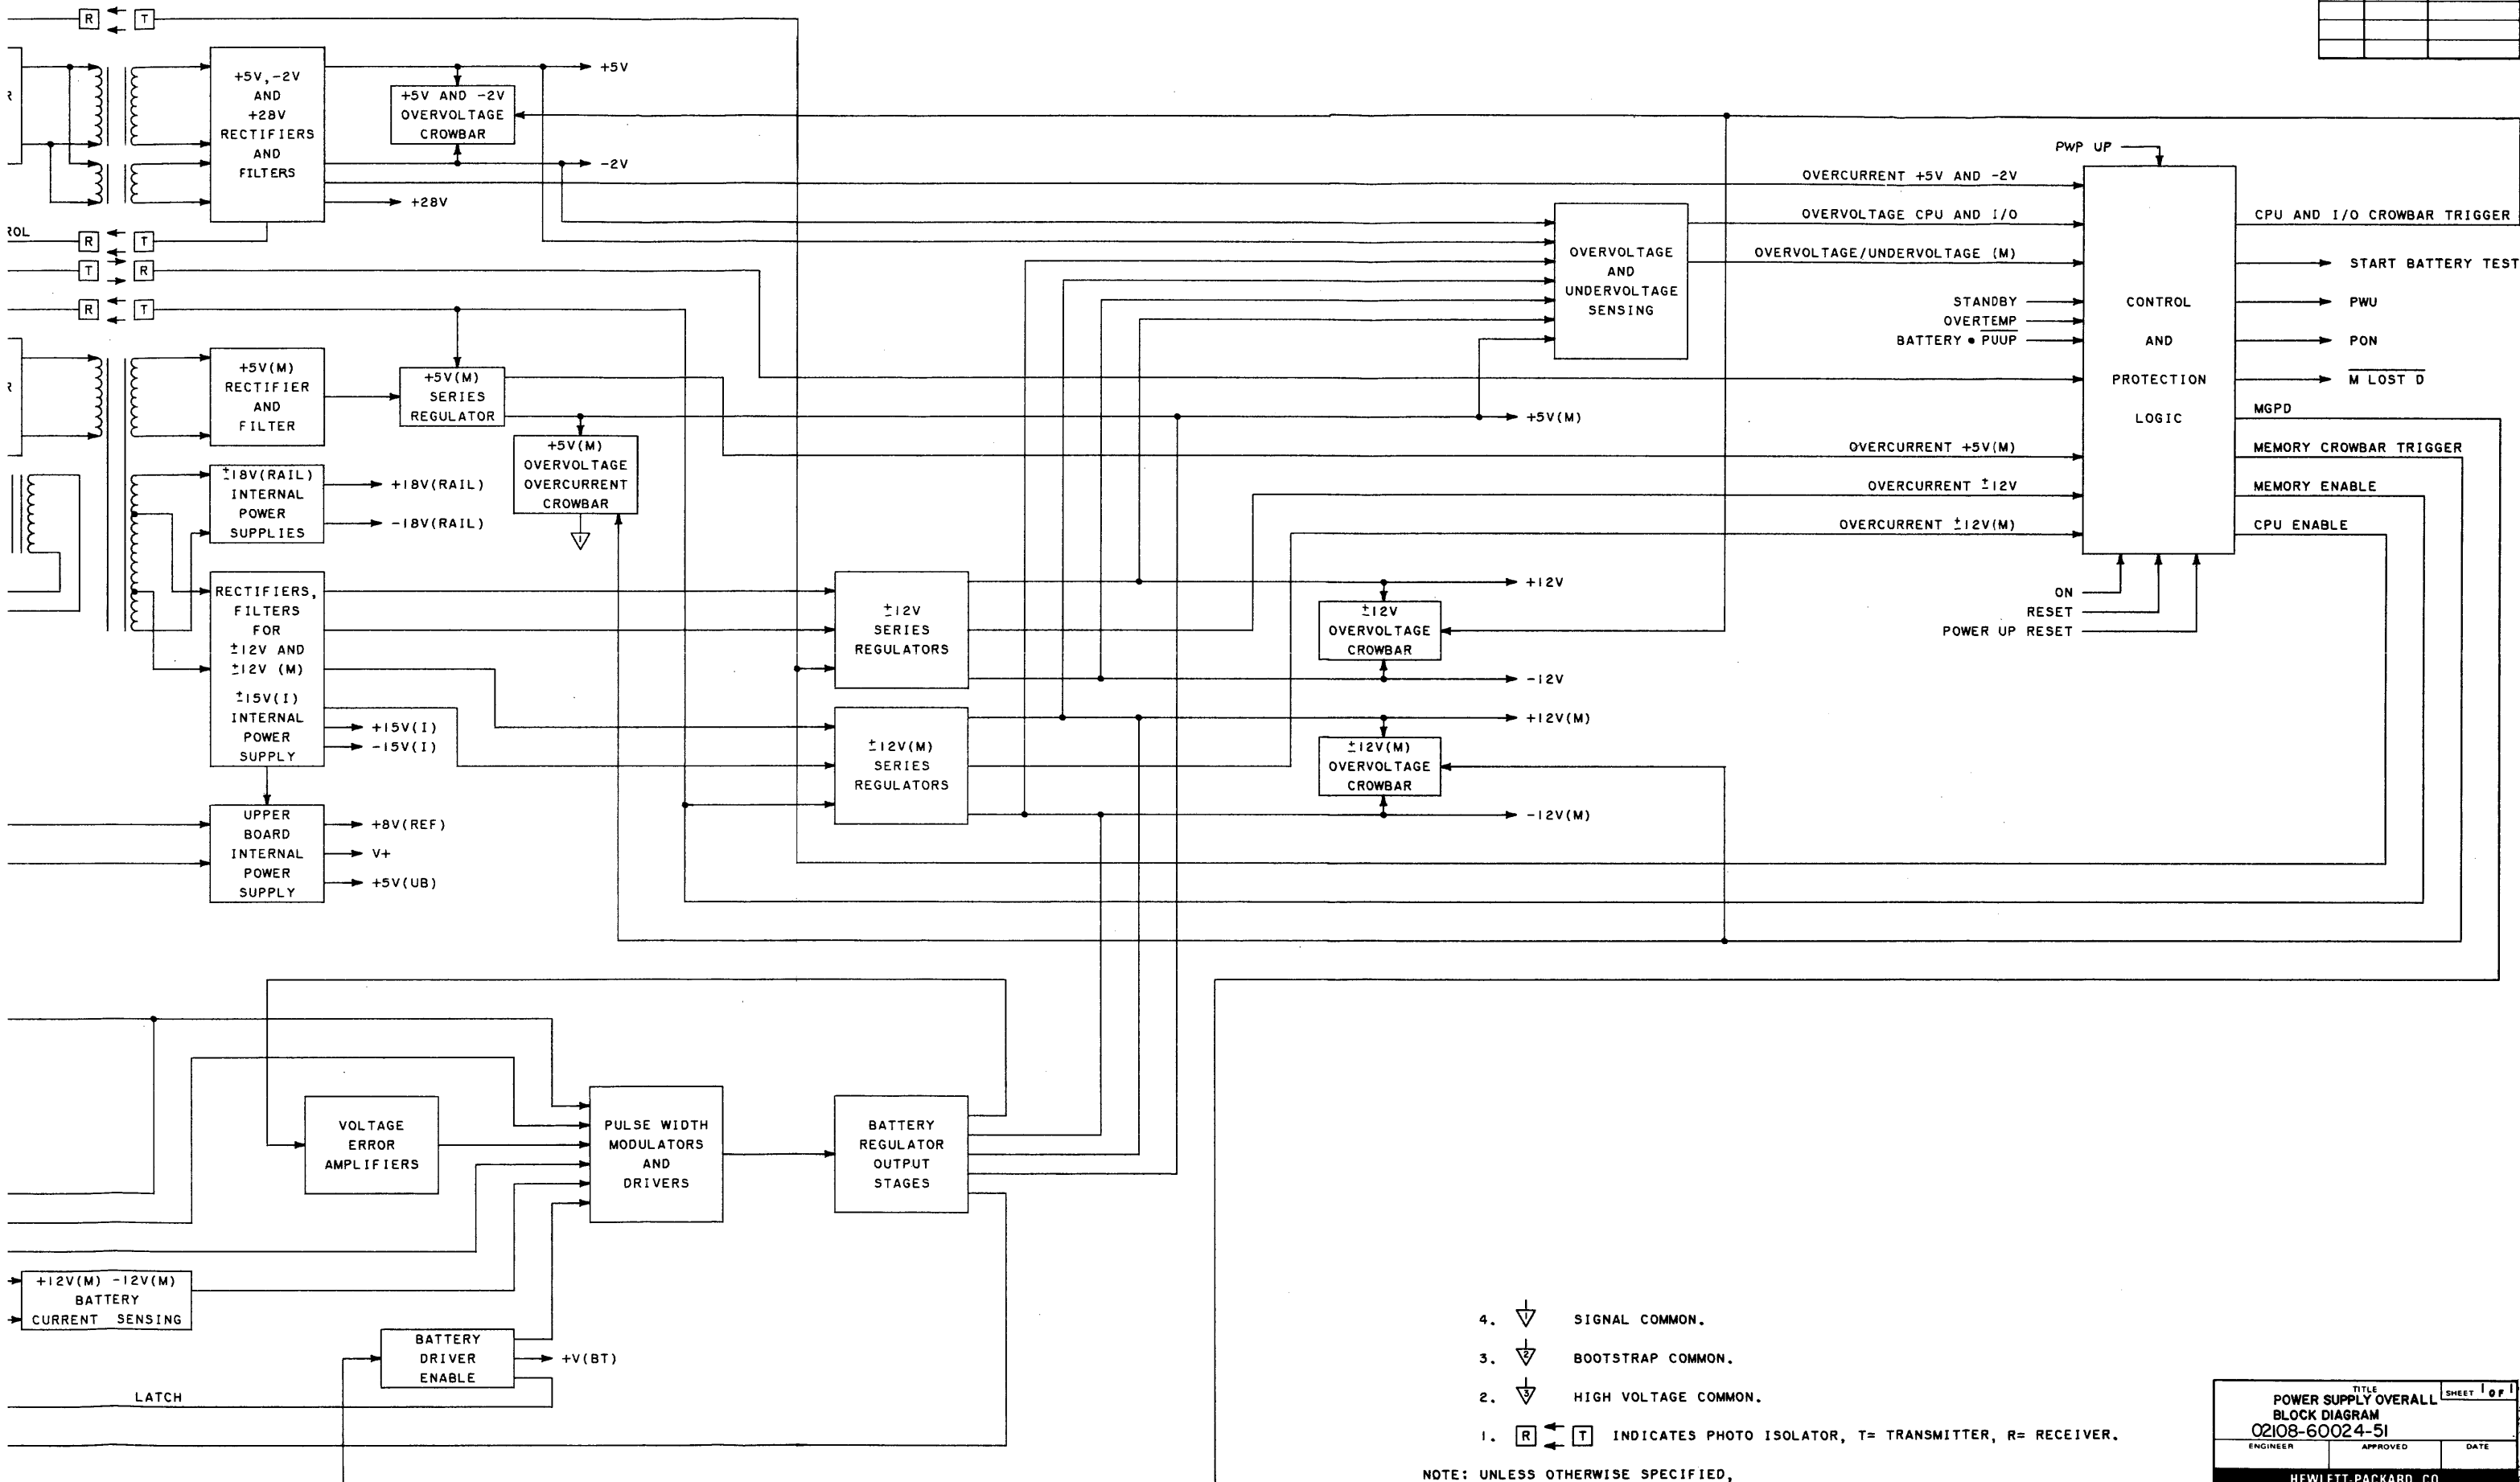 R
T
+5V,-2V
AND
+28V
RECTIFIERS
AND
FILTERS
+5V
+5V AND -2V
OVERVOLTAGE
CROWBAR
-2V
+28V
R
T
T
R
R
T
+5V(M)
RECTIFIER
AND
FILTER
+5V(M)
SERIES
REGULATOR
+5V(M)
OVERVOLTAGE
OVERCURRENT
CROWBAR
1
±18V(RAIL)
INTERNAL
POWER
SUPPLIES
+18V(RAIL)
-18V(RAIL)
RECTIFIERS,
FILTERS
FOR
±12V AND
±12V (M)
±15V(I)
INTERNAL
POWER
SUPPLY
+15V(I)
-15V(I)
UPPER
BOARD
INTERNAL
POWER
SUPPLY
+8V(REF)
V+
+5V(UB)
±12V
SERIES
REGULATORS
±12V(M)
SERIES
REGULATORS
+12V
±12V
OVERVOLTAGE
CROWBAR
-12V
+12V(M)
±12V(M)
OVERVOLTAGE
CROWBAR
-12V(M)
+5V(M)
OVERVOLTAGE
AND
UNDERVOLTAGE
SENSING
PWP UP
OVERCURRENT +5V AND -2V
OVERVOLTAGE CPU AND I/O
OVERVOLTAGE/UNDERVOLTAGE (M)
STANDBY
OVERTEMP
BATTERY • PUUP
OVERCURRENT +5V(M)
OVERCURRENT ±12V
OVERCURRENT ±12V(M)
CONTROL
AND
PROTECTION
LOGIC
ON
RESET
POWER UP RESET
CPU AND I/O CROWBAR TRIGGER
START BATTERY TEST
PWU
PON
M LOST D
MGPD
MEMORY CROWBAR TRIGGER
MEMORY ENABLE
CPU ENABLE
VOLTAGE
ERROR
AMPLIFIERS
PULSE WIDTH
MODULATORS
AND
DRIVERS
BATTERY
REGULATOR
OUTPUT
STAGES
+12V(M) -12V(M)
BATTERY
CURRENT SENSING
BATTERY
DRIVER
ENABLE
+V(BT)
LATCH
4. 1 SIGNAL COMMON.
3. 2 BOOTSTRAP COMMON.
2. 3 HIGH VOLTAGE COMMON.
1. R T INDICATES PHOTO ISOLATOR, T= TRANSMITTER, R= RECEIVER.
NOTE: UNLESS OTHERWISE SPECIFIED,
TITLE
SHEET 1 OF 1
POWER SUPPLY OVERALL
BLOCK DIAGRAM
02108-60024-51
ENGINEER
APPROVED
DATE
HEWLETT-PACKARD CO